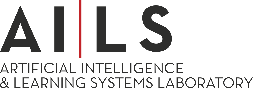 AI|LS
ARTIFICIAL INTELLIGENCE
& LEARNING SYSTEMS LABORATORY